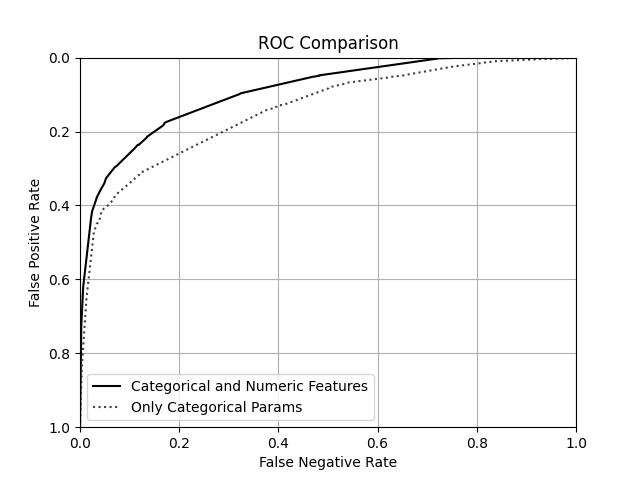 ROC Comparison
False Positive Rate
0.0
0.2
0.4
0.6
0.8
1.0
Categorical and Numeric Features
Only Categorical Params
0.0 0.2 0.4 0.6 0.8 1.0
False Negative Rate